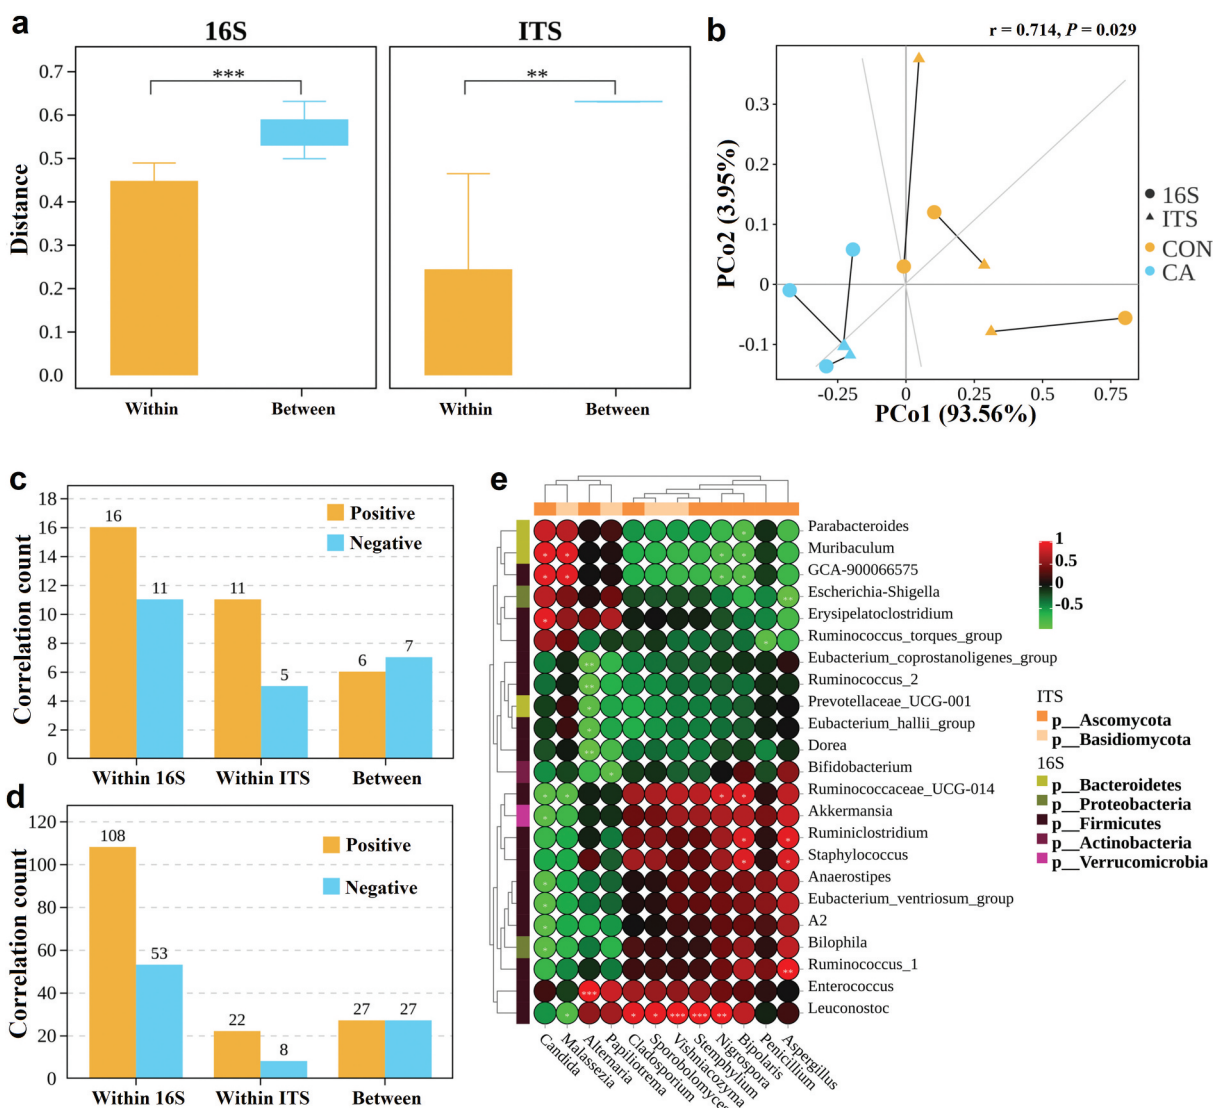 a
16S
ITS
0.7
0.6
0.5
0.4
0.3
0.2
0.1
0.0
Distance
***
**
Within
Between
Within
Between
b
r = 0.714, P = 0.029
0.3
0.2
0.1
0
-0.1
PCo2 (3.95%)
-0.25
0
0.25
0.5
0.75
PCo1 (93.56%)
16S
ITS
CON
CA
c
18
16
14
12
10
8
6
4
2
0
Correlation count
16
11
11
5
6
7
Positive
Negative
Within 16S
Within ITS
Between
d
120
100
80
60
40
20
0
Correlation count
108
53
22
8
27
27
Positive
Negative
Within 16S
Within ITS
Between
e
Parabacteroides
Muribaculum
GCA-900066575
Escherichia-Shigella
Erysipelatoclostridium
Ruminococcus_torques_group
Eubacterium_coprostanoligenes_group
Ruminococcus_2
Prevotellaceae_UCG-001
Eubacterium_hallii_group
Dorea
Bifidobacterium
Ruminococcaceae_UCG-014
Akkermansia
Ruminiclostridium
Staphylococcus
Anaerostipes
Eubacterium_ventriosum_group
A2
Bilophila
Ruminococcus_1
Enterococcus
Leuconostoc
Candida
Malassezia
Alternaria
Papiliotrema
Cladosporium
Sporobolomyces
Vishniacozyma
Stemphylium
Nigrospora
Bipolaris
Penicillium
Aspergillus
1
0.5
0
-0.5
ITS
p__Ascomycota
p__Basidiomycota
16S
p__Bacteroidetes
p__Proteobacteria
p__Firmicutes
p__Actinobacteria
p__Verrucomicrobia